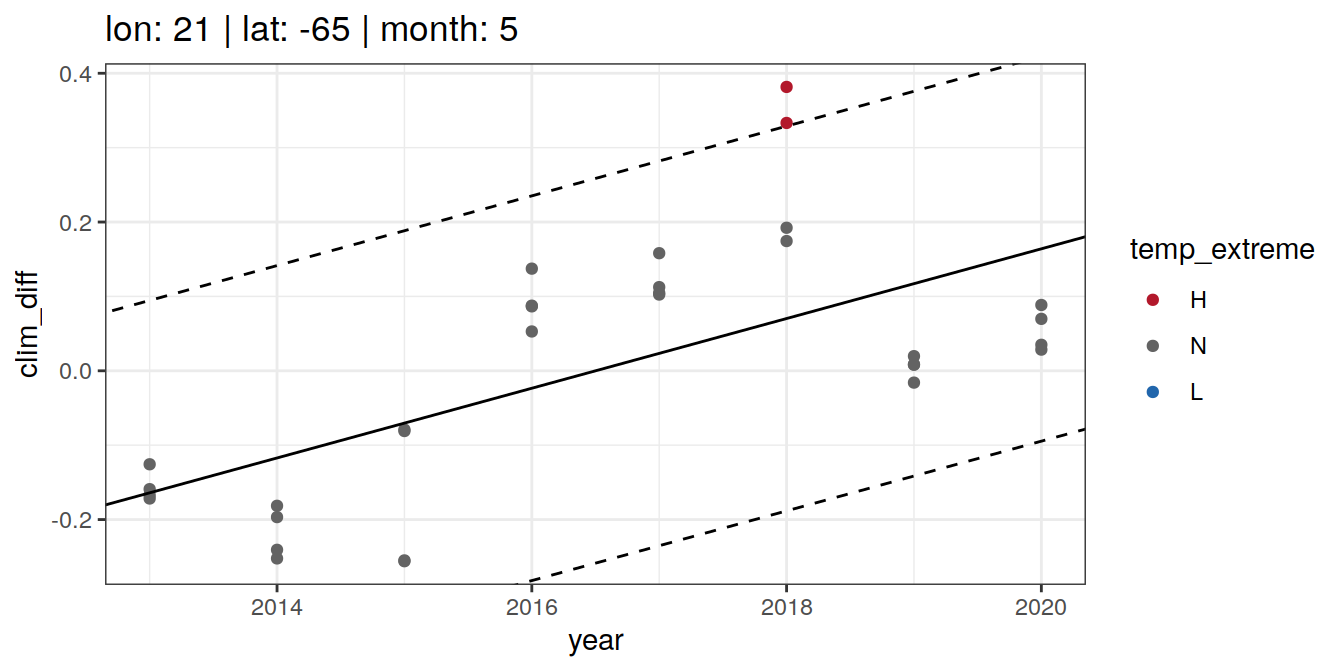 lon: 21 | lat: -65 | month: 5
clim_diff
0.4
0.2
0.0
-0.2
2014
2016
2018
2020
year
temp_extreme
H
N
L